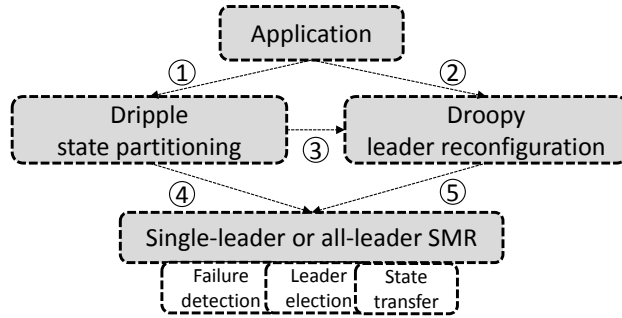 Application
① ②
Dripple
state partitioning
③
Droopy
leader reconfiguration
④ ⑤
Single-leader or all-leader SMR
Failure
detection
Leader
election
State
transfer